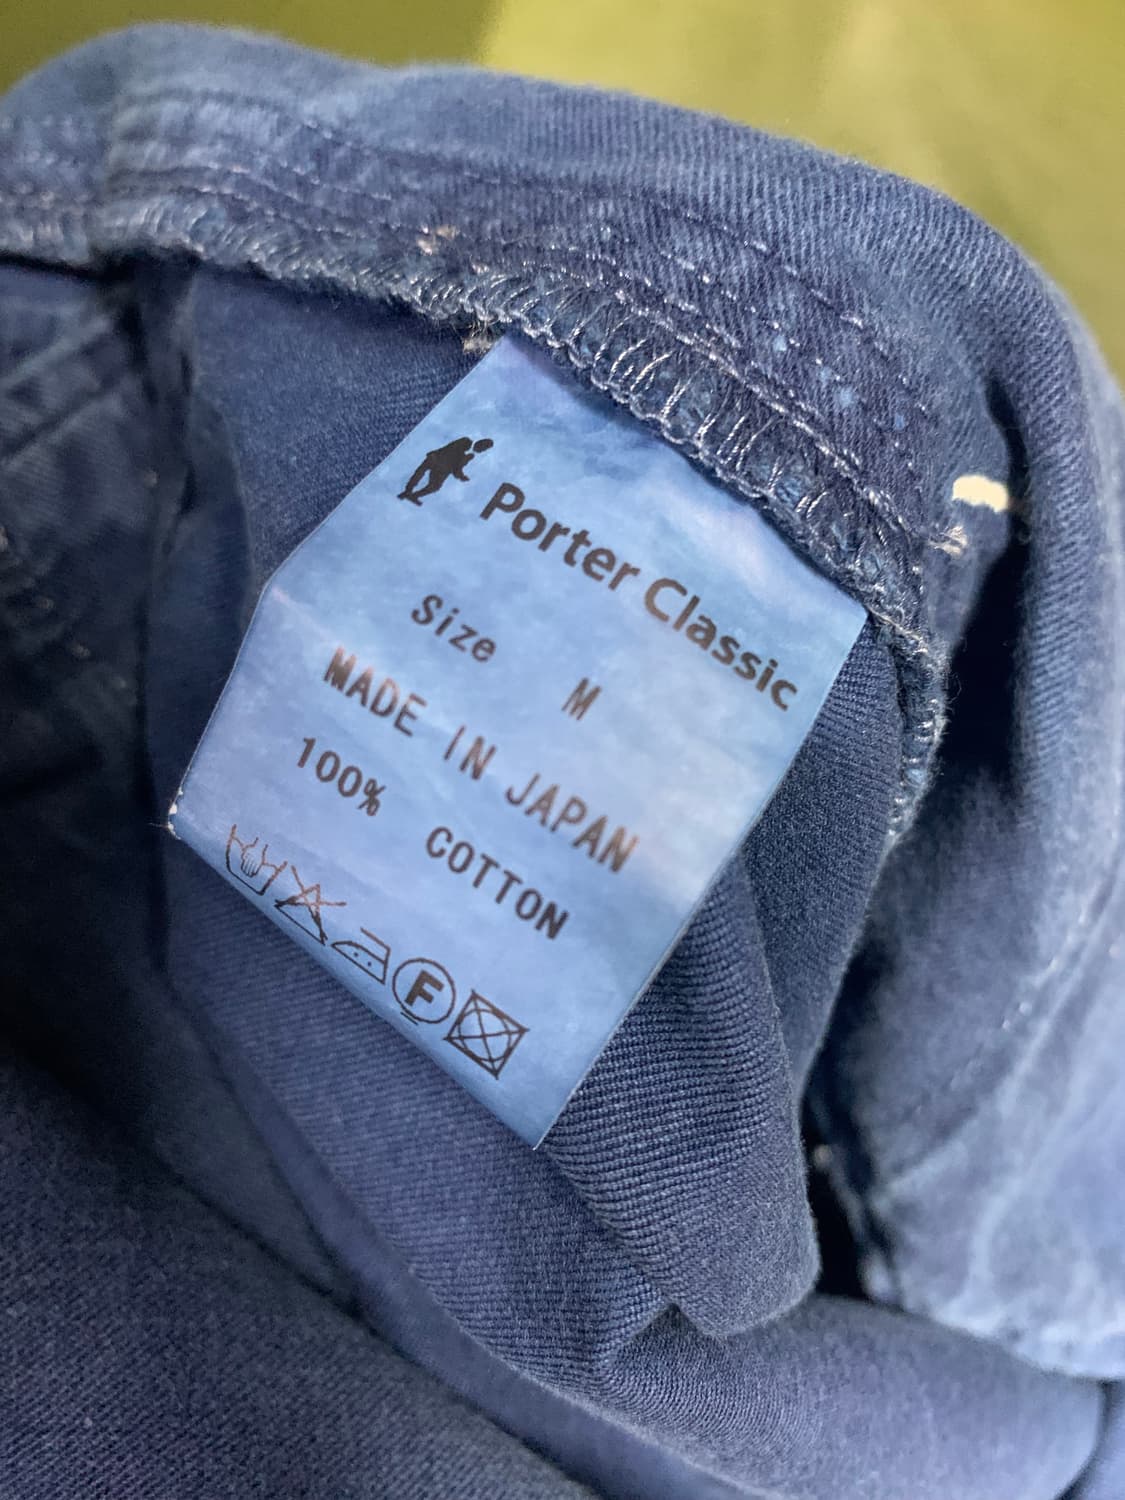 Porter Classic
Size M
MADE IN JAPAN
100% COTTON
F